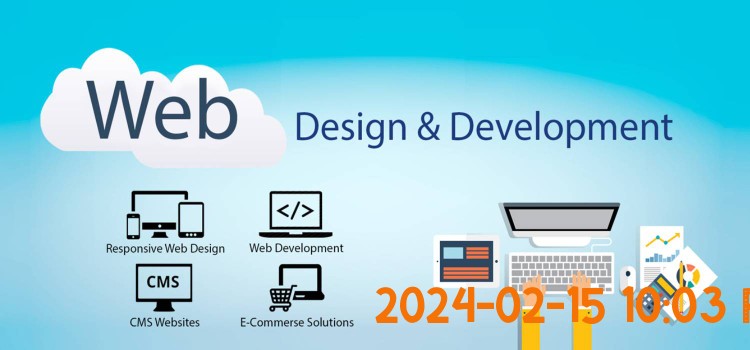 Web
Design & Development
</>
Responsive Web Design
Web Development
CMS
CMS Websites
E-Commerse Solutions
2024-02-15 10:03